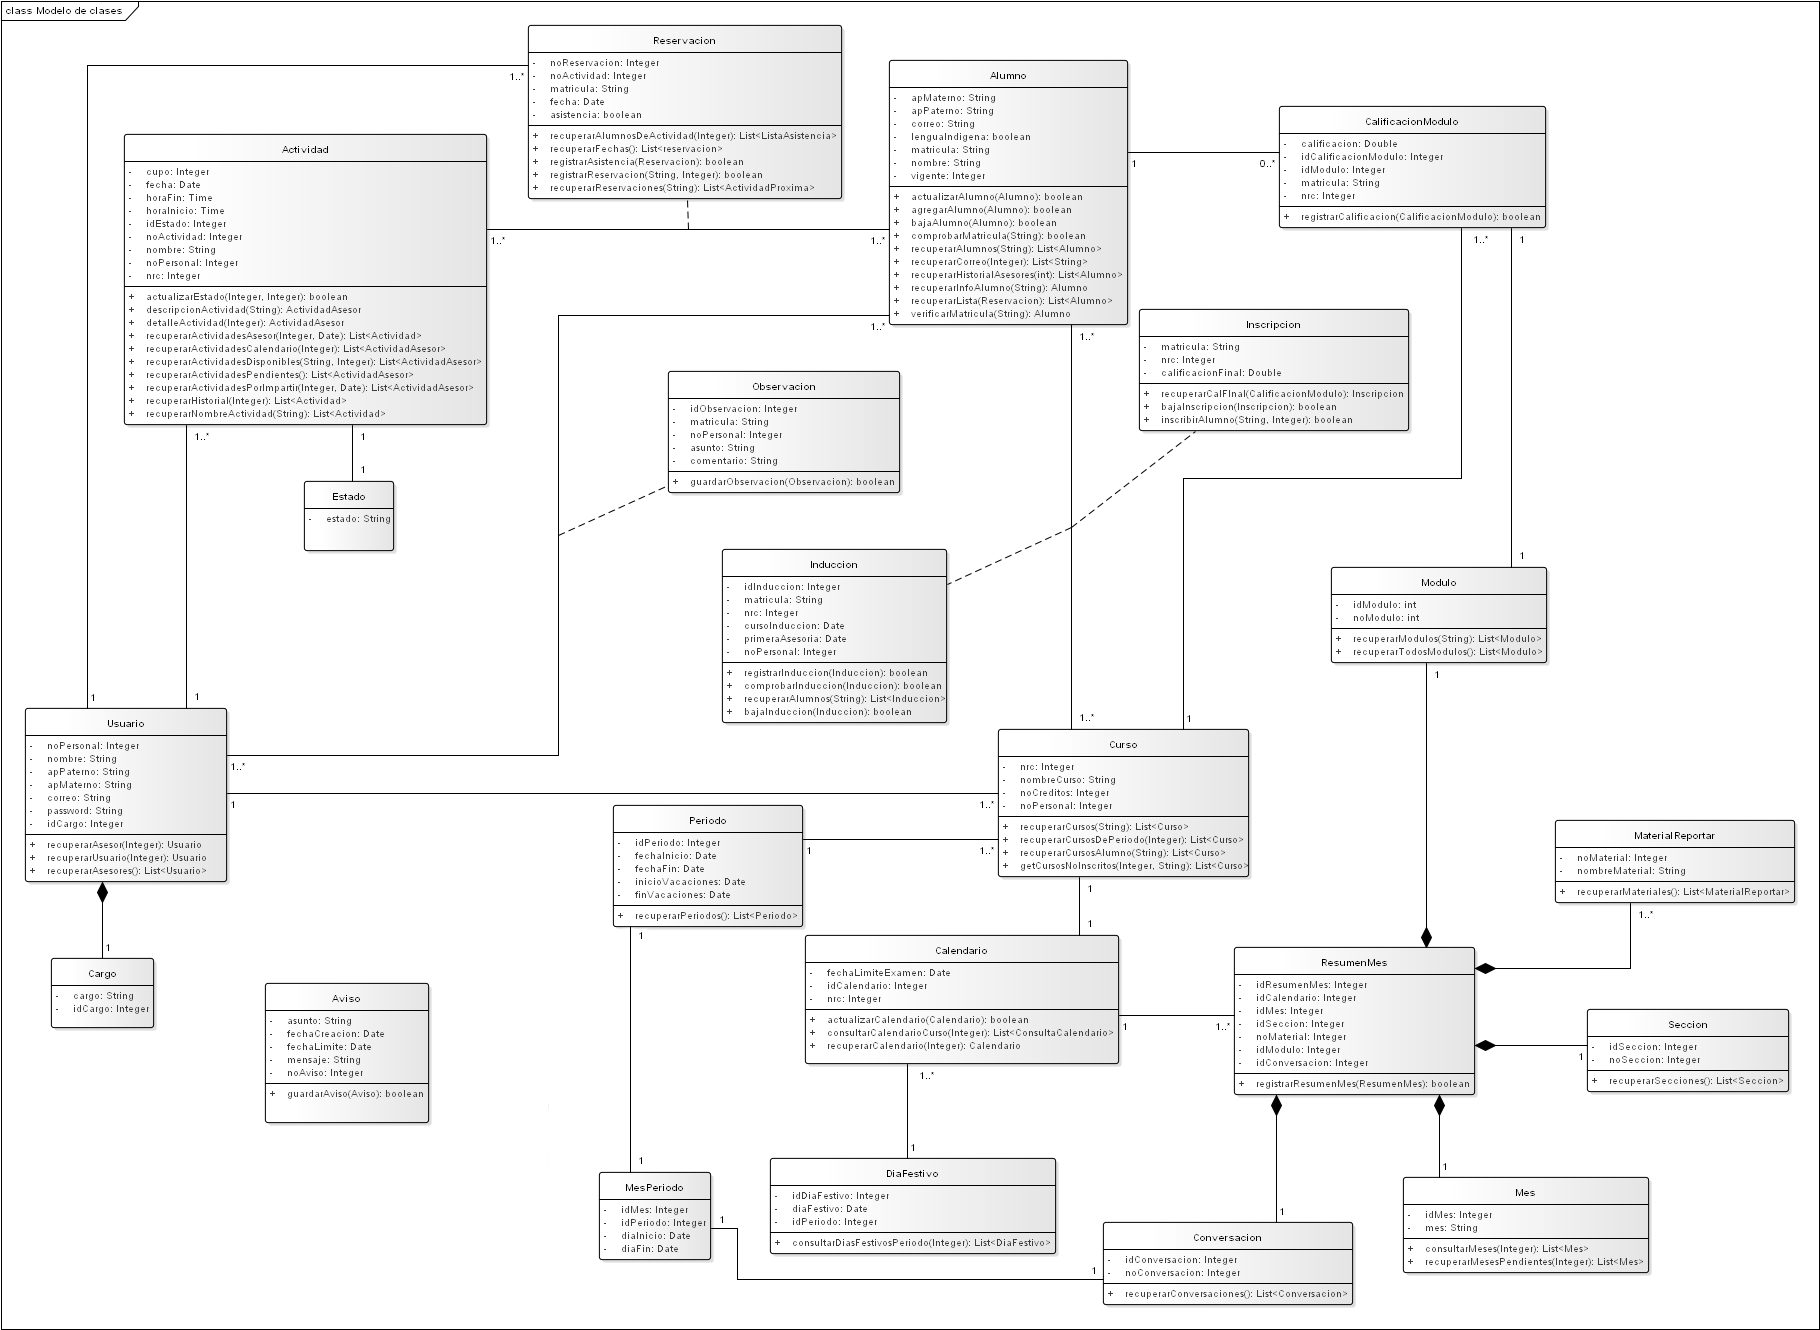 class Modelo de clases
Reservacion
- noReservacion: Integer
- noActividad: Integer
- matricula: String
- fecha: Date
- asistencia: boolean
+ recuperarAlumnosDeActividad(Integer): List<ListaAsistencia>
+ recuperarFechas(): List<reservacion>
+ registrarAsistencia(Reservacion): boolean
+ registrarReservacion(String, Integer): boolean
+ recuperarReservaciones(String): List<ActividadProxima>
1..*
Alumno
- apMaterno: String
- apPaterno: String
- correo: String
- lenguaIndigena: boolean
- matricula: String
- nombre: String
- vigente: Integer
+ actualizarAlumno(Alumno): boolean
+ agregarAlumno(Alumno): boolean
+ bajaAlumno(Alumno): boolean
+ comprobarMatricula(String): boolean
+ recuperarAlumnos(String): List<Alumno>
+ recuperarCorreo(Integer): List<String>
+ recuperarHistorialAsesores(int): List<Alumno>
+ recuperarInfoAlumno(String): Alumno
+ recuperarLista(Reservacion): List<Alumno>
+ verificarMatricula(String): Alumno
1
0..*
CalificacionModulo
- calificacion: Double
- idCalificacionModulo: Integer
- idModulo: Integer
- matricula: String
- nrc: Integer
+ registrarCalificacion(CalificacionModulo): boolean
1..*
1
Actividad
- cupo: Integer
- fecha: Date
- horaFin: Time
- horaInicio: Time
- idEstado: Integer
- noActividad: Integer
- nombre: String
- noPersonal: Integer
- nrc: Integer
+ actualizarEstado(Integer, Integer): boolean
+ descripcionActividad(String): ActividadAsesor
+ detalleActividad(Integer): ActividadAsesor
+ recuperarActividadesAsesor(Integer, Date): List<Actividad>
+ recuperarActividadesCalendario(Integer): List<ActividadAsesor>
+ recuperarActividadesDisponibles(String, Integer): List<ActividadAsesor>
+ recuperarActividadesPendientes(): List<ActividadAsesor>
+ recuperarActividadesPorImpartir(Integer, Date): List<ActividadAsesor>
+ recuperarHistorial(Integer): List<Actividad>
+ recuperarNombreActividad(String): List<Actividad>
1..*
1..*
1..*
1..*
1..*
1
1
Estado
- estado: String
Inscripcion
- matricula: String
- nrc: Integer
- calificacionFinal: Double
+ recuperarCalFInal(CalificacionModulo): Inscripcion
+ bajaInscripcion(Inscripcion): boolean
+ inscribirAlumno(String, Integer): boolean
Observacion
- idObservacion: Integer
- matricula: String
- noPersonal: Integer
- asunto: String
- comentario: String
+ guardarObservacion(Observacion): boolean
Induccion
- idInduccion: Integer
- matricula: String
- nrc: Integer
- cursoInduccion: Date
- primeraAsesoria: Date
- noPersonal: Integer
+ registrarInduccion(Induccion): boolean
+ comprobarInduccion(Induccion): boolean
+ recuperarAlumnos(String): List<Induccion>
+ bajaInduccion(Induccion): boolean
1
Modulo
- idModulo: int
- noModulo: int
+ recuperarModulos(String): List<Modulo>
+ recuperarTodosModulos(): List<Modulo>
1
1
1
Usuario
- noPersonal: Integer
- nombre: String
- apPaterno: String
- apMaterno: String
- correo: String
- password: String
- idCargo: Integer
+ recuperarAsesor(Integer): Usuario
+ recuperarUsuario(Integer): Usuario
+ recuperarAsesores(): List<Usuario>
1..*
1
1..*
1
1..*
Curso
- nrc: Integer
- nombreCurso: String
- noCreditos: Integer
- noPersonal: Integer
+ recuperarCursos(String): List<Curso>
+ recuperarCursosDePeriodo(Integer): List<Curso>
+ recuperarCursosAlumno(String): List<Curso>
+ getCursosNoInscritos(Integer, String): List<Curso>
Periodo
- idPeriodo: Integer
- fechaInicio: Date
- fechaFin: Date
- inicioVacaciones: Date
- finVacaciones: Date
+ recuperarPeriodos(): List<Periodo>
1
1..*
1
1
1
MaterialReportar
- noMaterial: Integer
- nombreMaterial: String
+ recuperarMateriales(): List<MaterialReportar>
1..*
1
Cargo
- cargo: String
- idCargo: Integer
Aviso
- asunto: String
- fechaCreacion: Date
- fechaLimite: Date
- mensaje: String
- noAviso: Integer
+ guardarAviso(Aviso): boolean
Calendario
- fechaLimiteExamen: Date
- idCalendario: Integer
- nrc: Integer
+ actualizarCalendario(Calendario): boolean
+ consultarCalendarioCurso(Integer): List<ConsultaCalendario>
+ recuperarCalendario(Integer): Calendario
1
1..*
ResumenMes
- idResumenMes: Integer
- idCalendario: Integer
- idMes: Integer
- idSeccion: Integer
- noMaterial: Integer
- idModulo: Integer
- idConversacion: Integer
+ registrarResumenMes(ResumenMes): boolean
Seccion
- idSeccion: Integer
- noSeccion: Integer
+ recuperarSecciones(): List<Seccion>
1
1..*
1
1
1
MesPeriodo
- idMes: Integer
- idPeriodo: Integer
- diaInicio: Date
- diaFin: Date
1
DiaFestivo
- idDiaFestivo: Integer
- diaFestivo: Date
- idPeriodo: Integer
+ consultarDiasFestivosPeriodo(Integer): List<DiaFestivo>
1
1
Conversacion
- idConversacion: Integer
- noConversacion: Integer
+ recuperarConversaciones(): List<Conversacion>
Mes
- idMes: Integer
- mes: String
+ consultarMeses(Integer): List<Mes>
+ recuperarMesesPendientes(Integer): List<Mes>